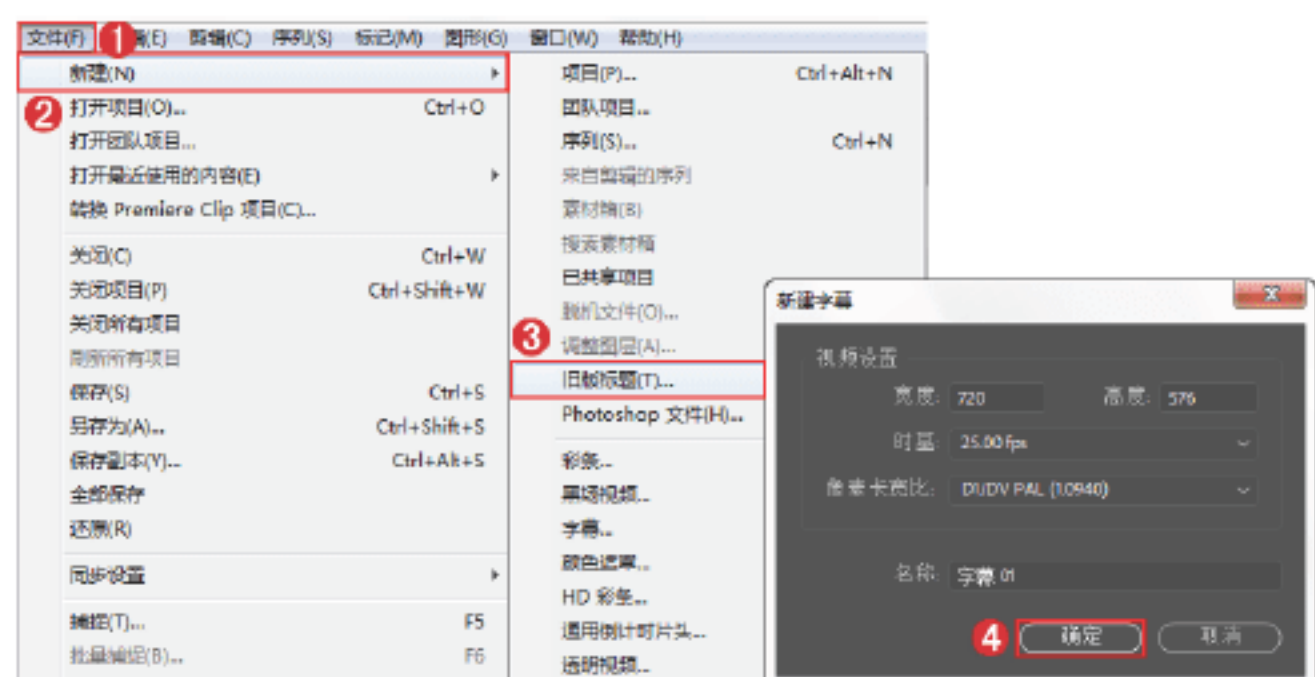 文件(F) 1 编(E) 剪辑(C) 序列(S) 标记(M) 图形(G) 窗口(W) 帮助(H)
新建(N)
2 打开项目(O)... Ctrl+O
打开团队项目...
打开最近使用的内容(E)
转换 Premiere Clip 项目(C)...
关闭(C) Ctrl+W
关闭项目(P) Ctrl+Shift+W
关闭所有项目
刷新所有项目
保存(S) Ctrl+S
另存为(A)... Ctrl+Shift+S
保存副本(Y)... Ctrl+Alt+S
全部保存
还原(R)
同步设置
捕捉(T)... F5
批量捕捉(B)... F6
项目(P)... Ctrl+Alt+N
团队项目...
序列(S)... Ctrl+N
来自剪辑的序列
素材箱(B)
搜索素材箱
已共享项目
脱机文件(O)...
3 调整图层(A)...
旧版标题(T)...
Photoshop 文件(H)...
彩条...
黑场视频...
字幕...
颜色遮罩...
HD 彩条...
通用倒计时片头...
透明视频...
新建字幕 X
视频设置
宽度: 720 高度: 576
时基: 25.00 fps
像素长宽比: D1/DV PAL (1.0940)
名称: 字幕 01
4 确定 取消